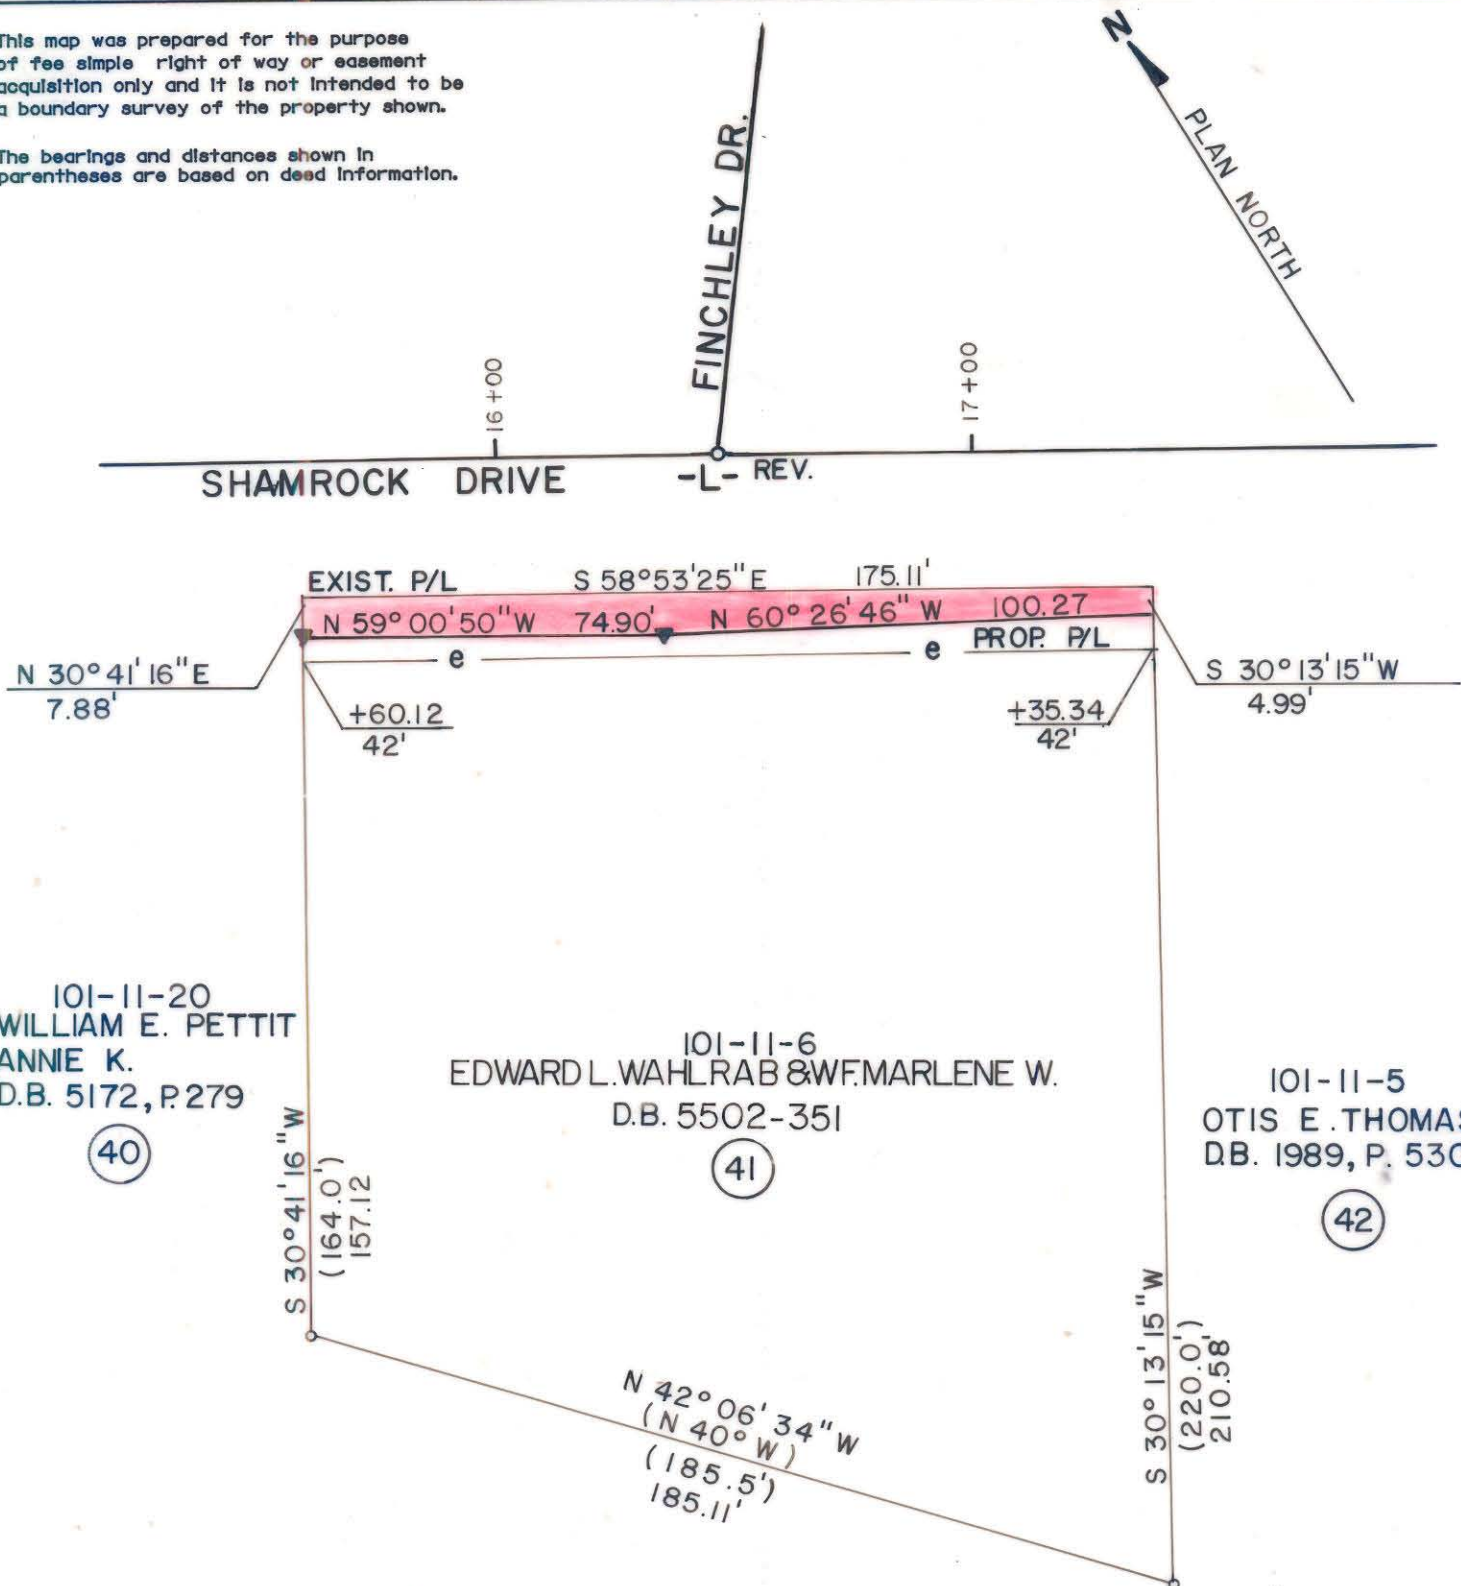 This map was prepared for the purpose
of fee simple right of way or easement
acquisition only and it is not intended to be
a boundary survey of the property shown.
The bearings and distances shown in
parentheses are based on deed information.
N
PLAN NORTH
FINCHLEY DR.
16+00
17+00
SHAMROCK DRIVE
-L- REV.
EXIST. P/L S 58°53'25"E 175.11'
N 59°00'50"W 74.90' N 60°26'46"W 100.27
e e PROP. P/L
N 30°41'16"E
7.88'
S 30°13'15"W
4.99'
+60.12
42'
+35.34
42'
101-11-20
WILLIAM E. PETTIT
ANNIE K.
D.B. 5172, P. 279
40
101-11-6
EDWARD L. WAHLRAB & WF. MARLENE W.
D.B. 5502-351
41
101-11-5
OTIS E. THOMAS
D.B. 1989, P. 530
42
S 30°41'16"W
(164.0')
157.12
N 42°06'34"W
(N 40° W)
(185.5')
185.11'
S 30°13'15"W
(220.0')
210.58'